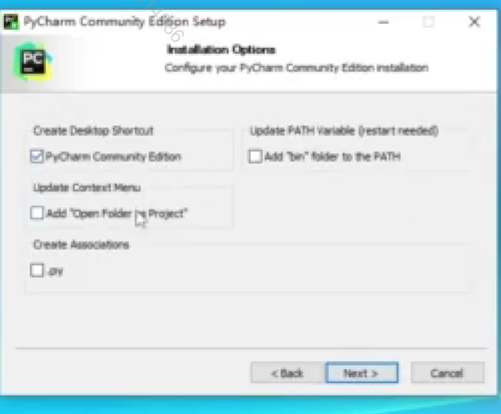 PyCharm Community Edition Setup
PC
Installation Options
Configure your PyCharm Community Edition installation
Create Desktop Shortcut
PyCharm Community Edition
Update PATH Variable (restart needed)
Add "bin" folder to the PATH
Update Context Menu
Add "Open Folder as Project"
Create Associations
.py
< Back
Next >
Cancel